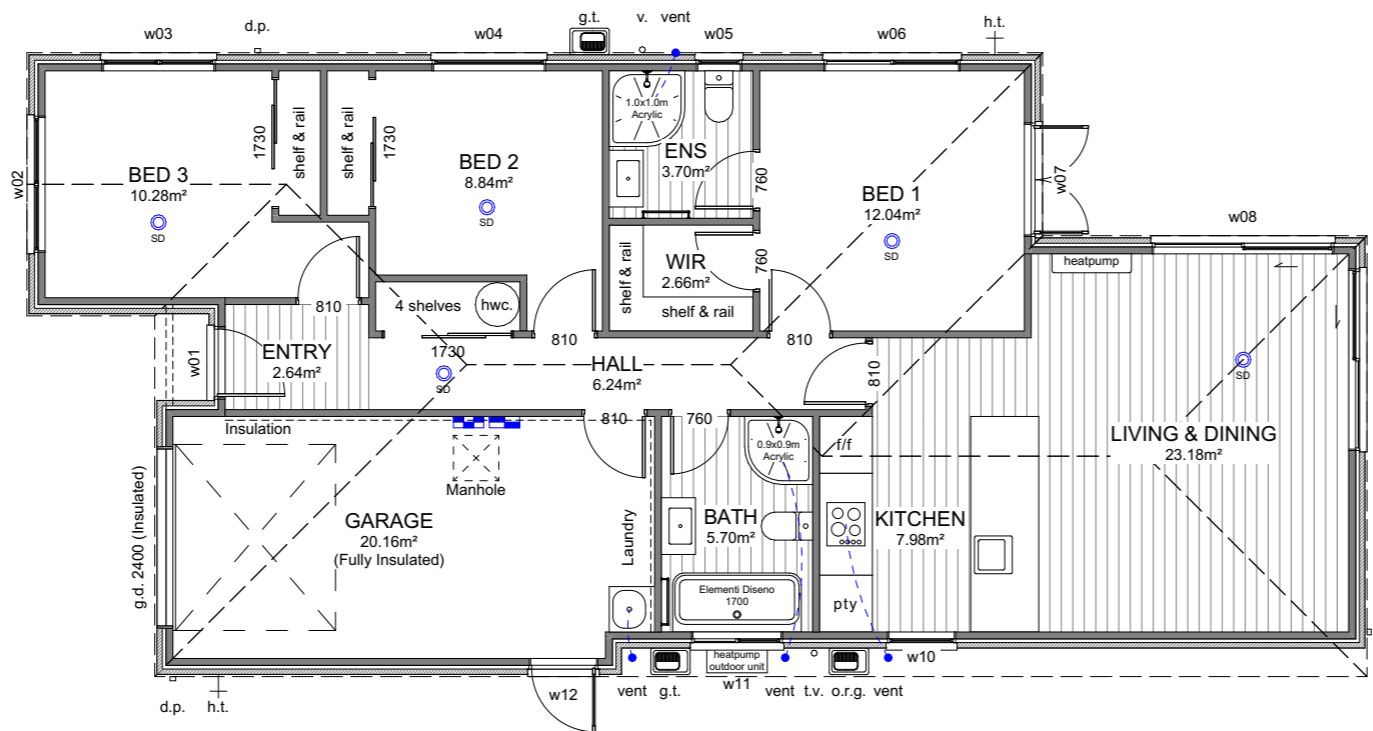 g.t.
v.
vent
d.p.
h.t.
w03
w04
w05
w06
1.0x1.0m
Acrylic
shelf & rail
shelf & rail
1730
1730
BED 3
10.28m²
SD
BED 2
8.84m²
SD
ENS
3.70m²
760
BED 1
12.04m²
SD
w02
w07
w08
heatpump
WIR
2.66m²
760
shelf & rail
shelf & rail
4 shelves
hwc.
810
1730
810
810
810
w01
ENTRY
2.64m²
SD
HALL
6.24m²
SD
810
760
Insulation
Manhole
0.9x0.9m
Acrylic
f/f
LIVING & DINING
23.18m²
g.d. 2400 (Insulated)
GARAGE
20.16m²
(Fully Insulated)
Laundry
BATH
5.70m²
KITCHEN
7.98m²
Elementi Diseno
1700
pty
heatpump
outdoor unit
w10
w11
w12
vent
g.t.
vent
t.v.
o.r.g.
vent
d.p.
h.t.